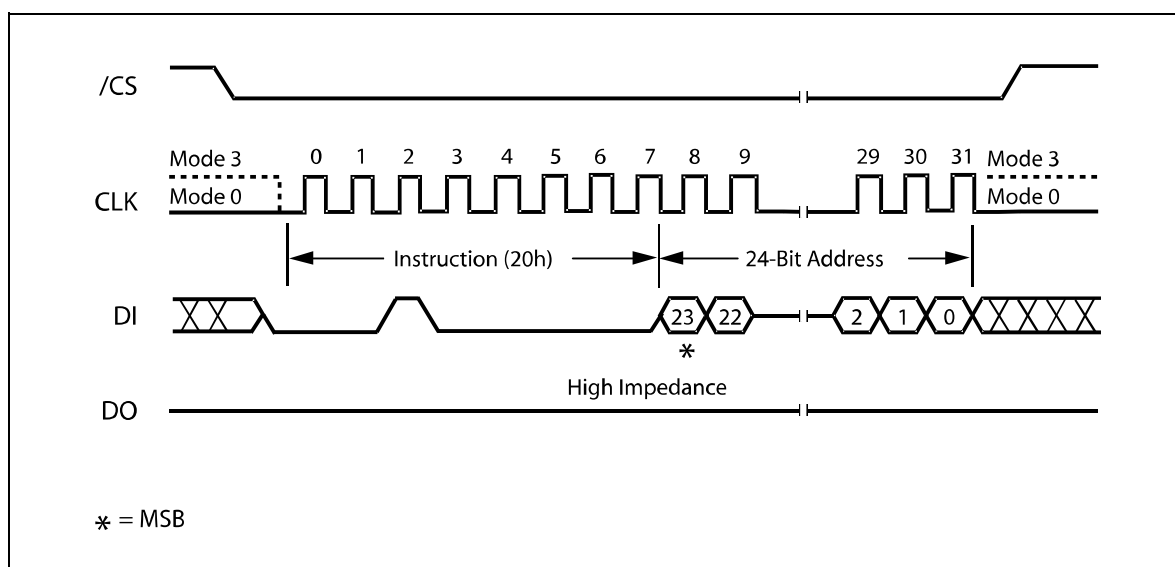 /CS
Mode 3 0 1 2 3 4 5 6 7 8 9 29 30 31 Mode 3
CLK Mode 0 Mode 0
Instruction (20h) 24-Bit Address
DI 23 22 2 1 0
*
High Impedance
DO
* = MSB